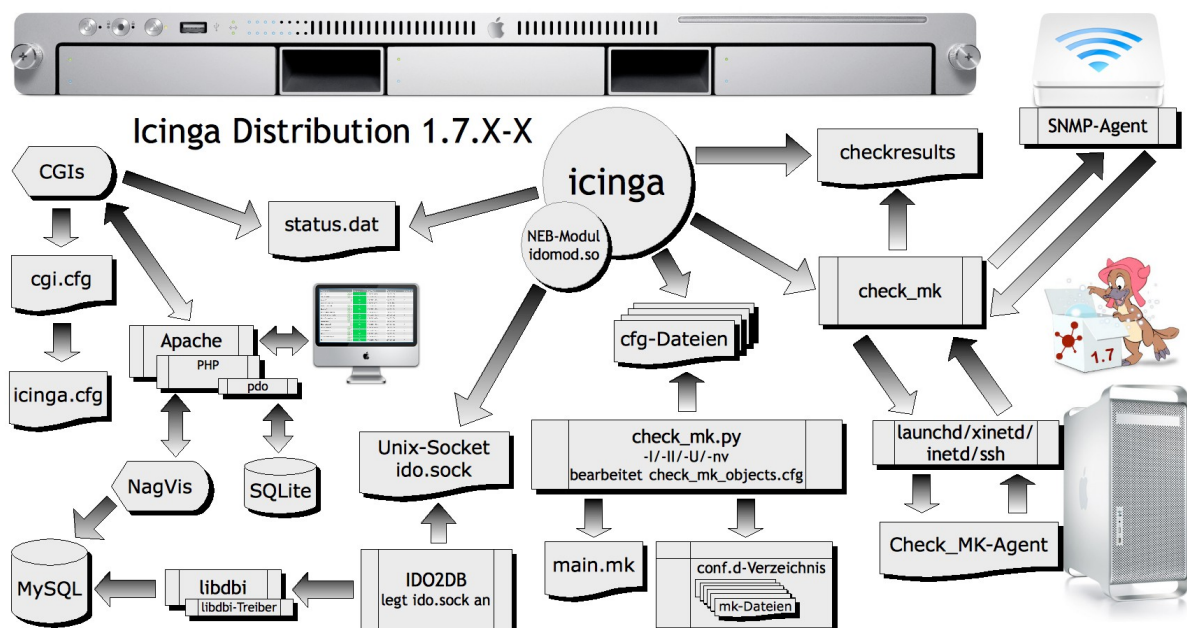 Icinga Distribution 1.7.X-X
SNMP-Agent
CGIs
icinga
checkresults
status.dat
NEB-Modul
idomod.so
cgi.cfg
check_mk
cfg-Dateien
1.7
Apache
PHP
pdo
icinga.cfg
Unix-Socket
ido.sock
check_mk.py
-I/-II/-U/-nv
bearbeitet check_mk_objects.cfg
launchd/xinetd/
inetd/ssh
NagVis
SQLite
Check_MK-Agent
MySQL
libdbi
libdbi-Treiber
IDO2DB
legt ido.sock an
main.mk
conf.d-Verzeichnis
mk-Dateien